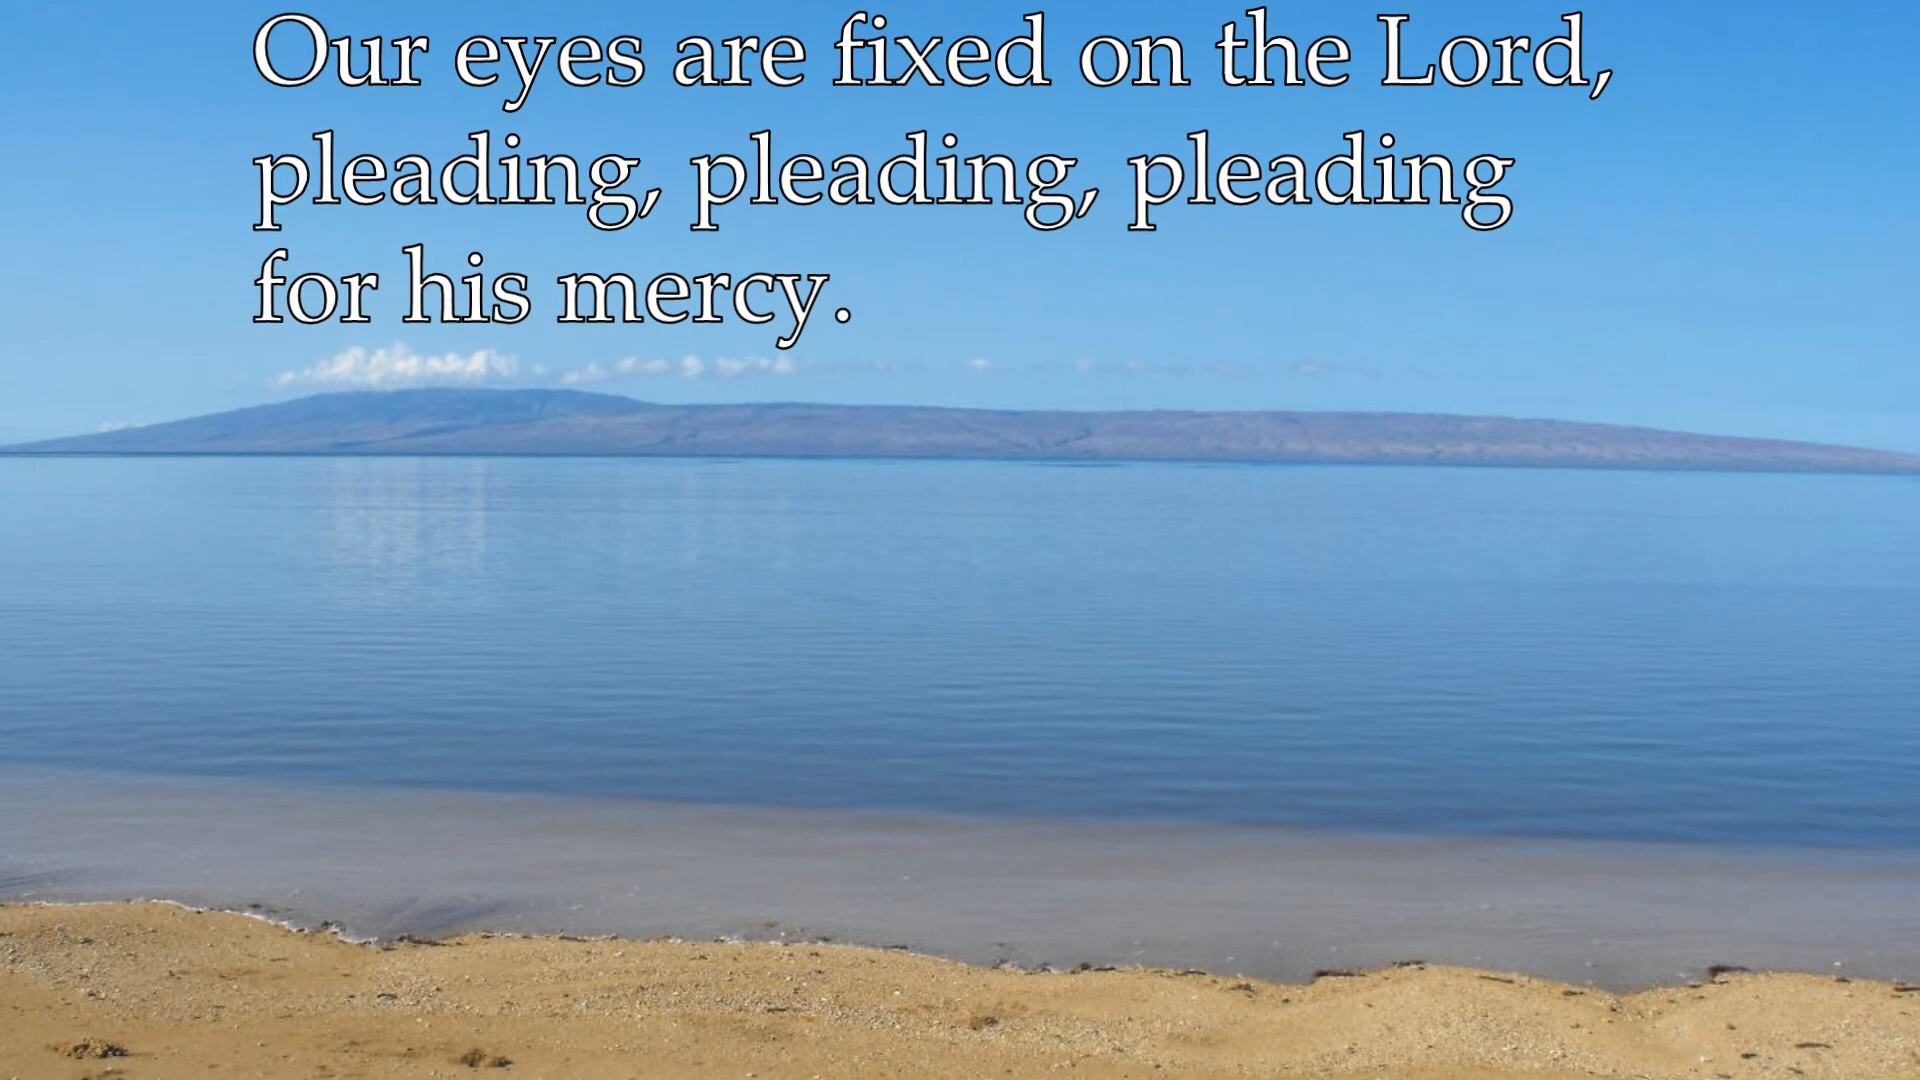 Our eyes are fixed on the Lord,
pleading, pleading, pleading
for his mercy.